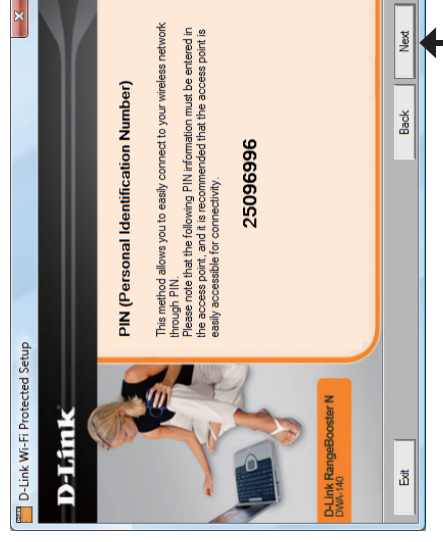 D-Link Wi-Fi Protected Setup
D-Link
PIN (Personal Identification Number)
This method allows you to easily connect to your wireless network
through PIN.
Please note that the following PIN information must be entered in
the access point, and it is recommended that the access point is
easily accessible for connectivity.
25096996
D-Link RangeBooster N
DWA-140
Exit
Back
Next